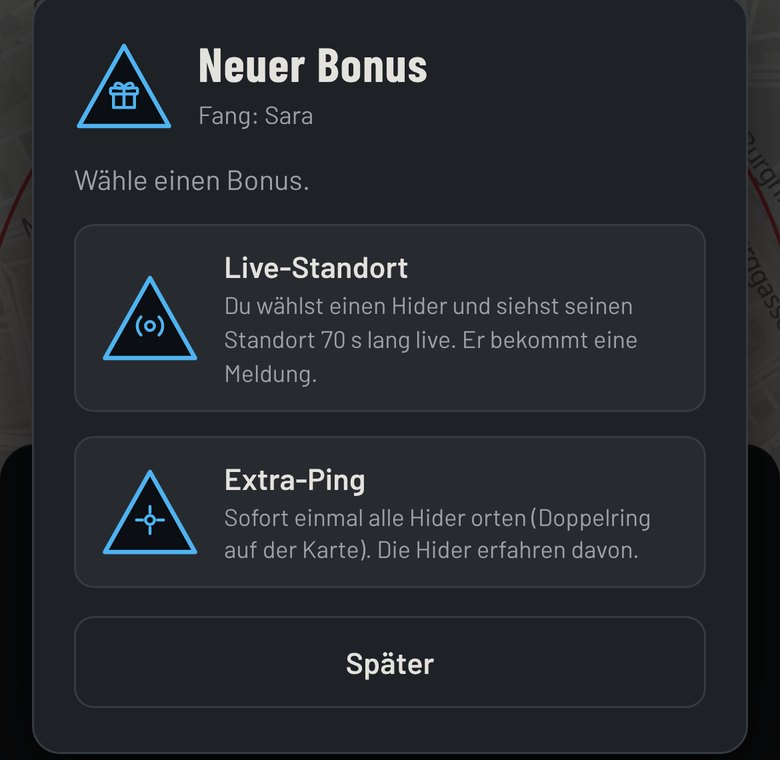 Neuer Bonus
Fang: Sara
Wähle einen Bonus.
Live-Standort
Du wählst einen Hider und siehst seinen
Standort 70 s lang live. Er bekommt eine
Meldung.
Extra-Ping
Sofort einmal alle Hider orten (Doppelring
auf der Karte). Die Hider erfahren davon.
Später